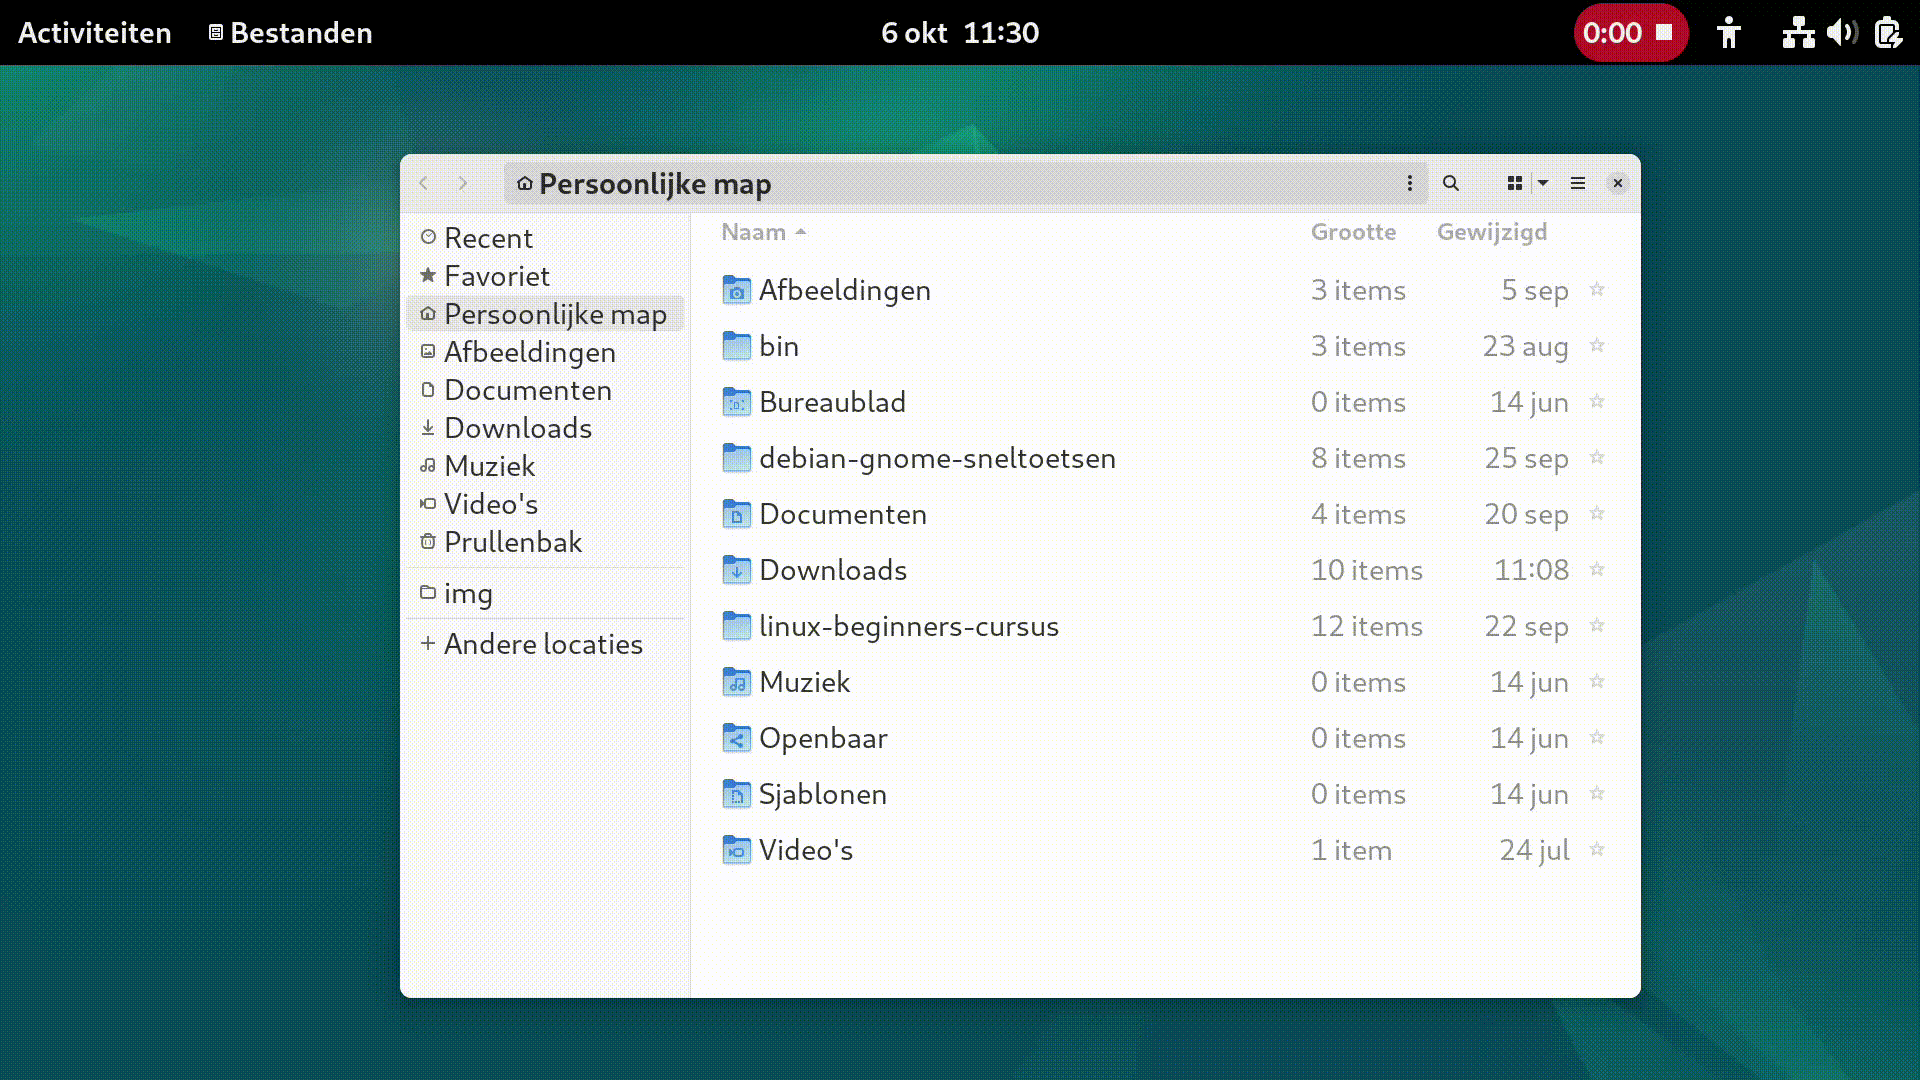 Activiteiten Bestanden 6 okt 11:30 0:00
Persoonlijke map
Recent
Favoriet
Persoonlijke map
Afbeeldingen
Documenten
Downloads
Muziek
Video's
Prullenbak
img
Andere locaties
Naam Grootte Gewijzigd
Afbeeldingen 3 items 5 sep
bin 3 items 23 aug
Bureaublad 0 items 14 jun
debian-gnome-sneltoetsen 8 items 25 sep
Documenten 4 items 20 sep
Downloads 10 items 11:08
linux-beginners-cursus 12 items 22 sep
Muziek 0 items 14 jun
Openbaar 0 items 14 jun
Sjablonen 0 items 14 jun
Video's 1 item 24 jul